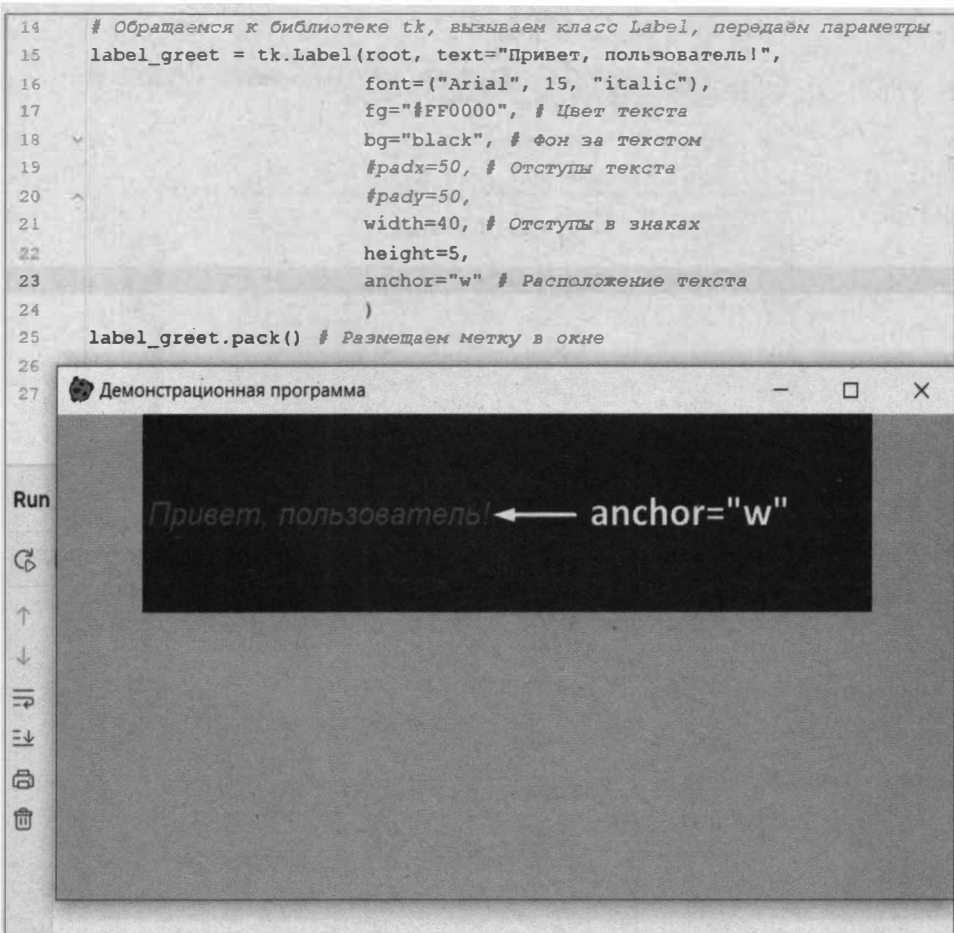 14 # Обращаемся к библиотеке tk, вызываем класс Label, передаём параметры
15 label_greet = tk.Label(root, text="Привет, пользователь!",
16 font=("Arial", 15, "italic"),
17 fg="#FF0000", # Цвет текста
18 bg="black", # Фон за текстом
19 #padx=50, # Отступы текста
20 #pady=50,
21 width=40, # Отступы в знаках
22 height=5,
23 anchor="w" # Расположение текста
24 )
25 label_greet.pack() # Размещаем метку в окне
26
27
Демонстрационная программа
Run
Привет, пользователь! anchor="w"